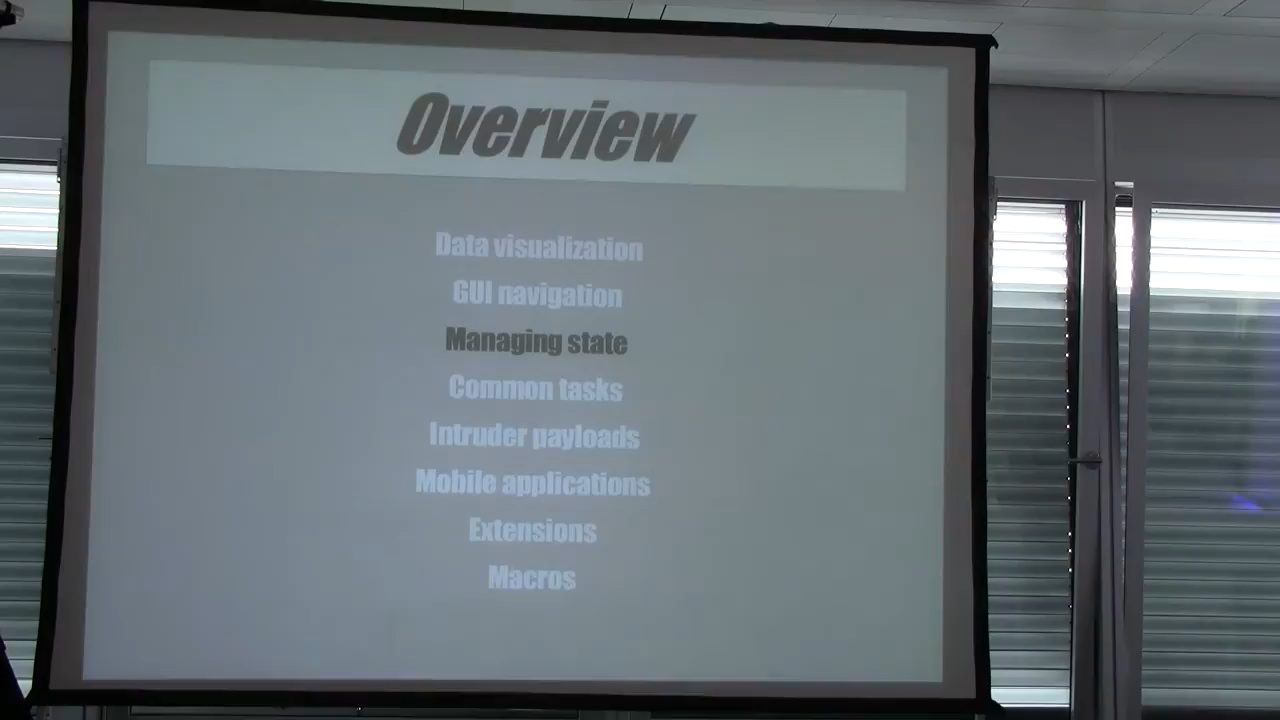 Overview
Data visualization
GUI navigation
Managing state
Common tasks
Intruder payloads
Mobile applications
Extensions
Macros